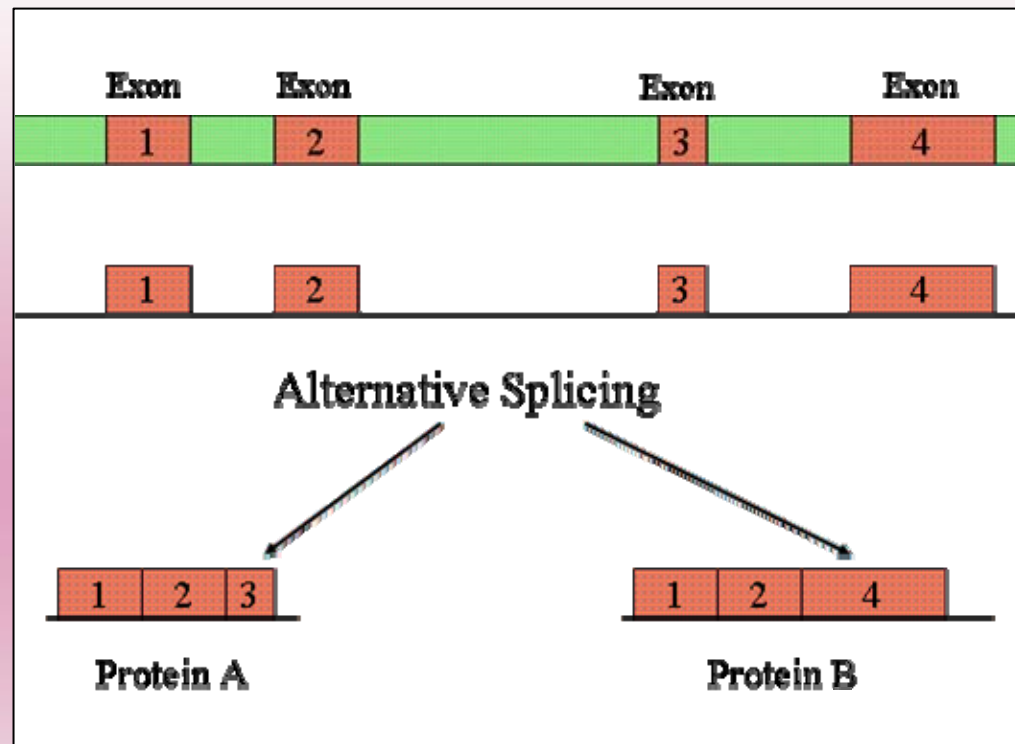 Exon Exon Exon Exon
1 2 3 4
1 2 3 4
Alternative Splicing
1 2 3 1 2 4
Protein A Protein B